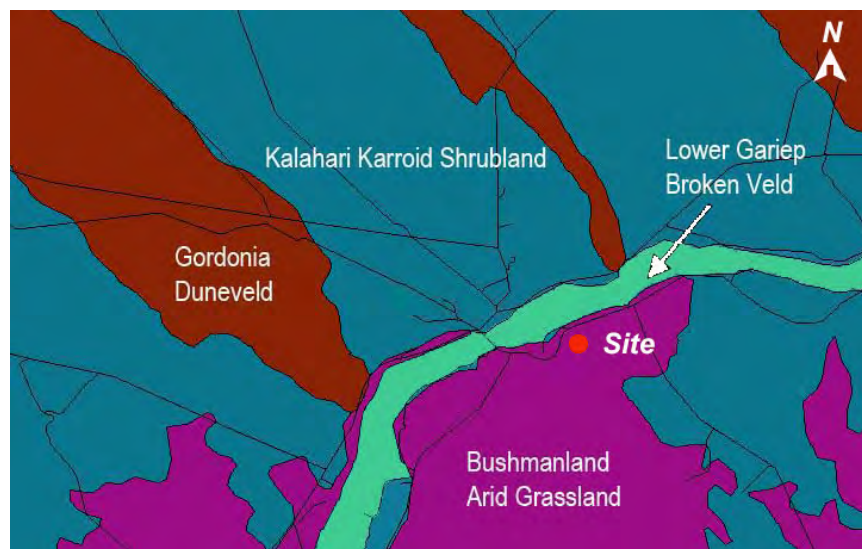 N
Kalahari Karroid Shrubland
Lower Gariep
Broken Veld
Gordonia
Duneveld
Site
Bushmanland
Arid Grassland